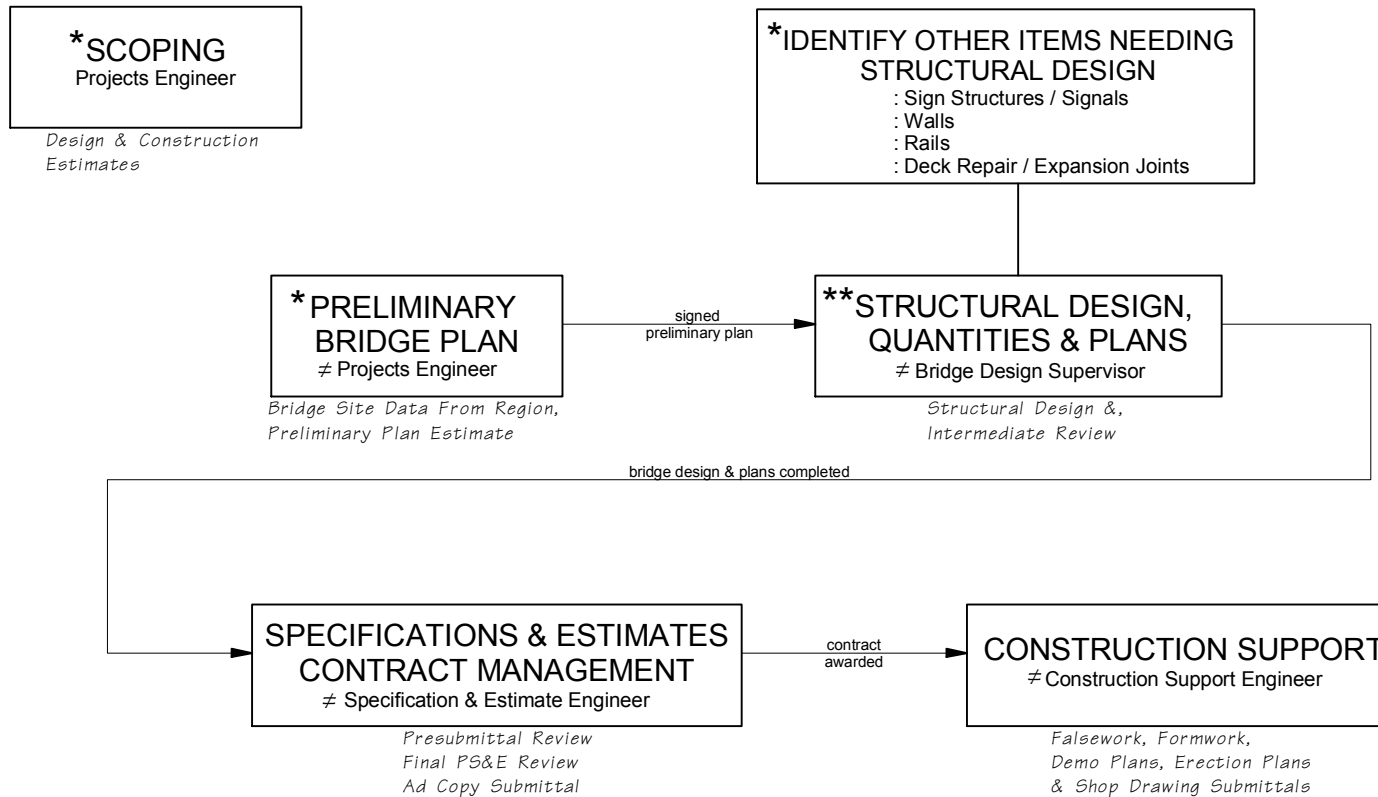 *SCOPING
Projects Engineer
Design & Construction
Estimates
*IDENTIFY OTHER ITEMS NEEDING
STRUCTURAL DESIGN
: Sign Structures / Signals
: Walls
: Rails
: Deck Repair / Expansion Joints
*PRELIMINARY
BRIDGE PLAN
≠ Projects Engineer
Bridge Site Data From Region,
Preliminary Plan Estimate
signed
preliminary plan
**STRUCTURAL DESIGN,
QUANTITIES & PLANS
≠ Bridge Design Supervisor
Structural Design &,
Intermediate Review
bridge design & plans completed
SPECIFICATIONS & ESTIMATES
CONTRACT MANAGEMENT
≠ Specification & Estimate Engineer
Presubmittal Review
Final PS&E Review
Ad Copy Submittal
contract
awarded
CONSTRUCTION SUPPORT
≠ Construction Support Engineer
Falsework, Formwork,
Demo Plans, Erection Plans
& Shop Drawing Submittals